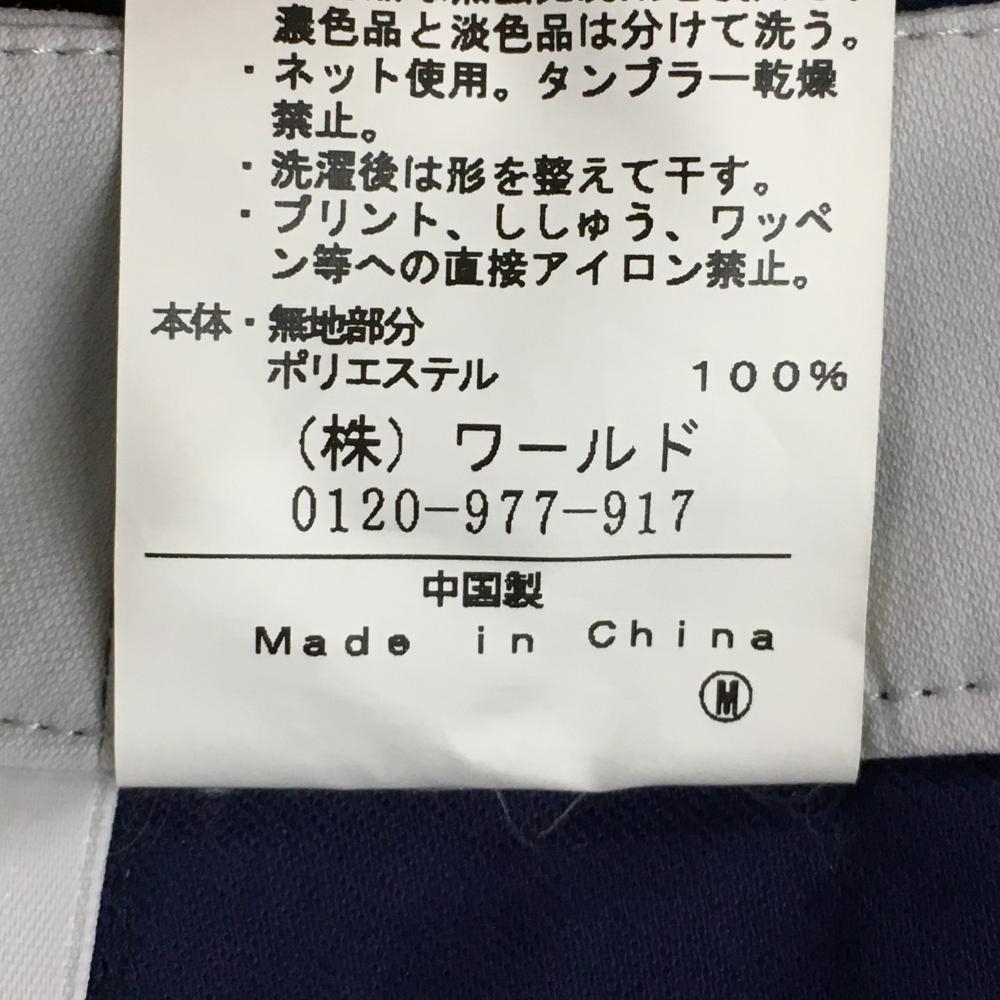 濃色品と淡色品は分けて洗う。
・ネット使用。タンブラー乾燥
禁止。
・洗濯後は形を整えて干す。
・プリント、ししゅう、ワッペ
ン等への直接アイロン禁止。
本体・無地部分
ポリエステル 100%
(株) ワールド
0120-977-917
中国製
Made in China
Ⓜ